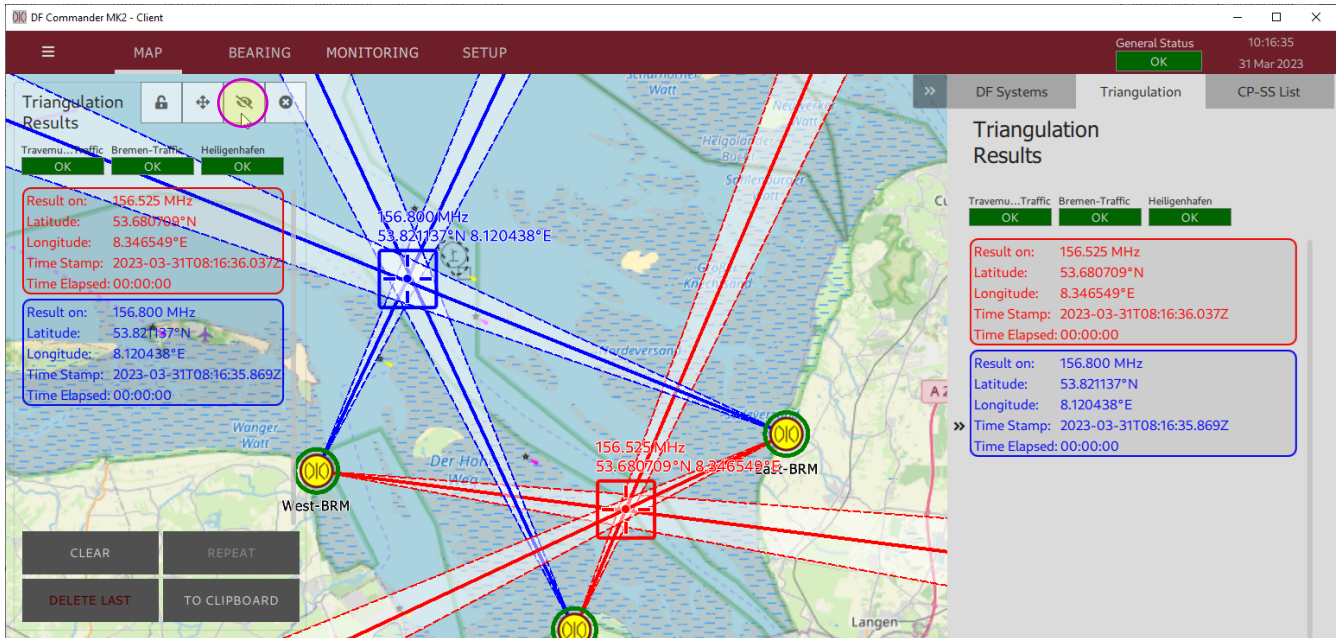 DF Commander MK2 - Client
MAP
BEARING
MONITORING
SETUP
General Status
OK
10:16:35
31 Mar 2023
Triangulation
Results
Travemu...Traffic
OK
Bremen-Traffic
OK
Heiligenhafen
OK
Result on: 156.525 MHz
Latitude: 53.680709°N
Longitude: 8.346549°E
Time Stamp: 2023-03-31T08:16:36.037Z
Time Elapsed: 00:00:00
Result on: 156.800 MHz
Latitude: 53.821137°N
Longitude: 8.120438°E
Time Stamp: 2023-03-31T08:16:35.869Z
Time Elapsed: 00:00:00
CLEAR
REPEAT
DELETE LAST
TO CLIPBOARD
Watt
156.800 MHz
53.821137°N 8.120438°E
Wanger
Watt
West-BRM
156.525 MHz
53.680709°N 8.346549°E
East-BRM
Langen
DF Systems
Triangulation
CP-SS List
Triangulation
Results
Travemu...Traffic
OK
Bremen-Traffic
OK
Heiligenhafen
OK
Result on: 156.525 MHz
Latitude: 53.680709°N
Longitude: 8.346549°E
Time Stamp: 2023-03-31T08:16:36.037Z
Time Elapsed: 00:00:00
Result on: 156.800 MHz
Latitude: 53.821137°N
Longitude: 8.120438°E
Time Stamp: 2023-03-31T08:16:35.869Z
Time Elapsed: 00:00:00